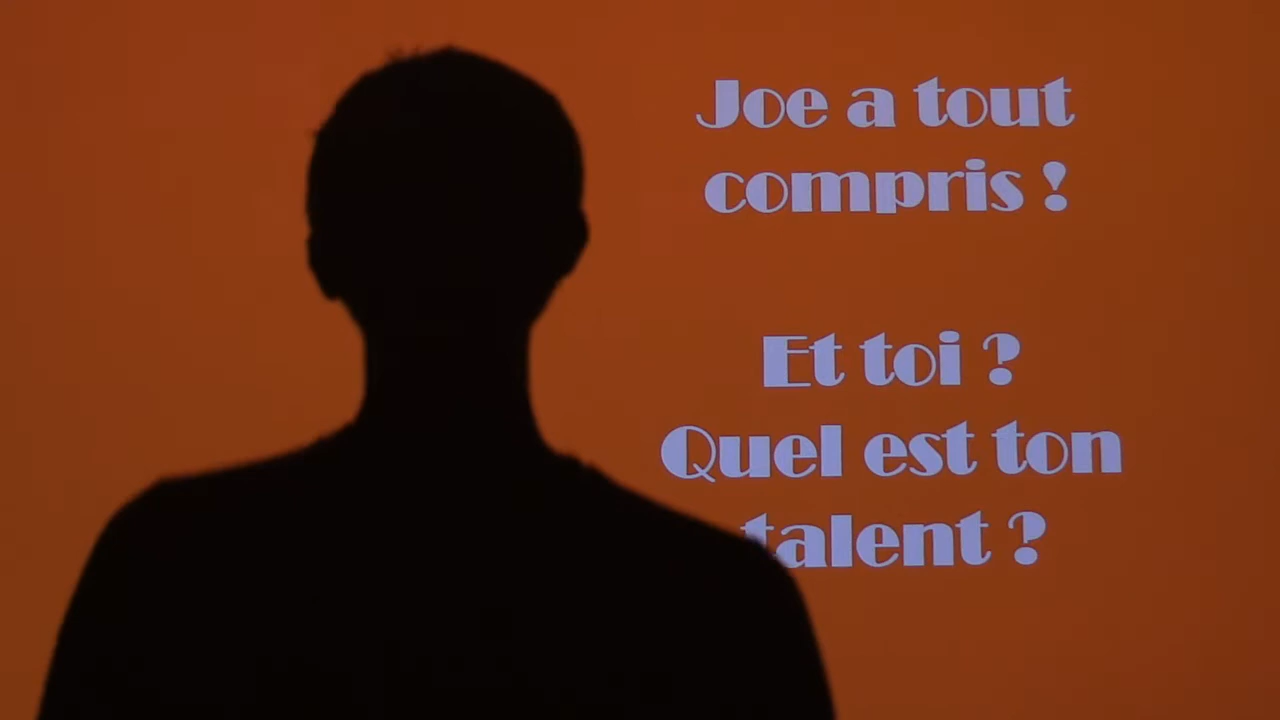 Joe a tout
compris !
Et toi ?
Quel est ton
talent ?